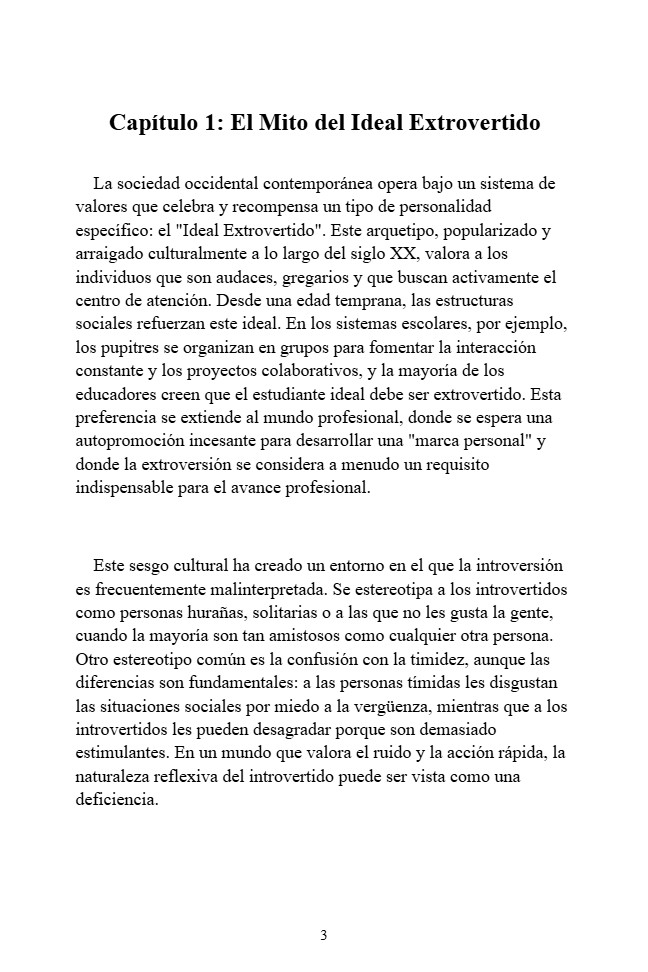 Capítulo 1: El Mito del Ideal Extrovertido
La sociedad occidental contemporánea opera bajo un sistema de
valores que celebra y recompensa un tipo de personalidad
específico: el "Ideal Extrovertido". Este arquetipo, popularizado y
arraigado culturalmente a lo largo del siglo XX, valora a los
individuos que son audaces, gregarios y que buscan activamente el
centro de atención. Desde una edad temprana, las estructuras
sociales refuerzan este ideal. En los sistemas escolares, por ejemplo,
los pupitres se organizan en grupos para fomentar la interacción
constante y los proyectos colaborativos, y la mayoría de los
educadores creen que el estudiante ideal debe ser extrovertido. Esta
preferencia se extiende al mundo profesional, donde se espera una
autopromoción incesante para desarrollar una "marca personal" y
donde la extroversión se considera a menudo un requisito
indispensable para el avance profesional.
Este sesgo cultural ha creado un entorno en el que la introversión
es frecuentemente malinterpretada. Se estereotipa a los introvertidos
como personas hurañas, solitarias o a las que no les gusta la gente,
cuando la mayoría son tan amistosos como cualquier otra persona.
Otro estereotipo común es la confusión con la timidez, aunque las
diferencias son fundamentales: a las personas tímidas les disgustan
las situaciones sociales por miedo a la vergüenza, mientras que a los
introvertidos les pueden desagradar porque son demasiado
estimulantes. En un mundo que valora el ruido y la acción rápida, la
naturaleza reflexiva del introvertido puede ser vista como una
deficiencia.
3